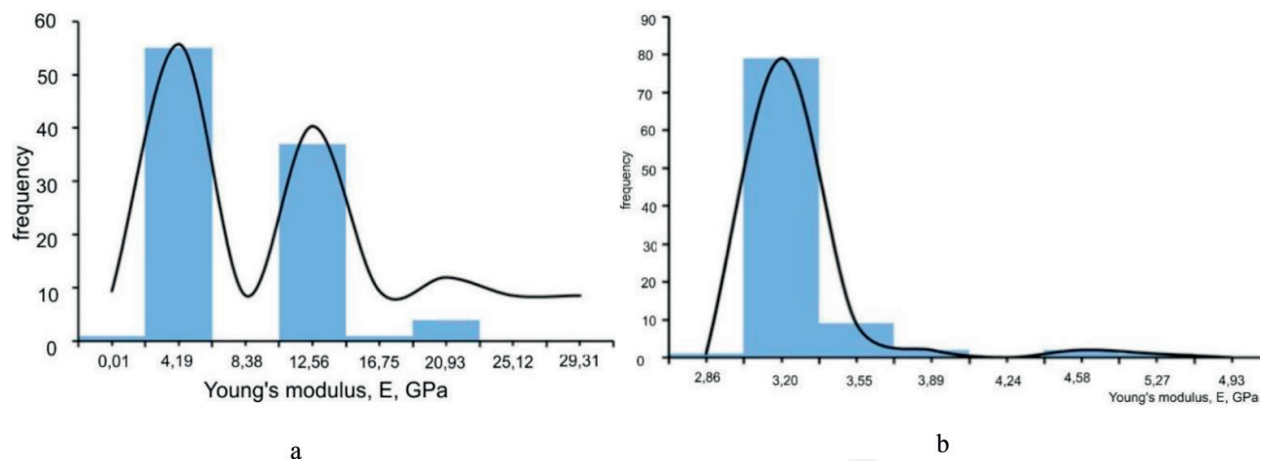 60
50
40
30
20
10
0
frequency
0,01 4,19 8,38 12,56 16,75 20,93 25,12 29,31
Young's modulus, E, GPa
a
90
80
70
60
50
40
30
20
10
0
frequency
2,86 3,20 3,55 3,89 4,24 4,58 5,27 4,93
Young's modulus, E, GPa
b